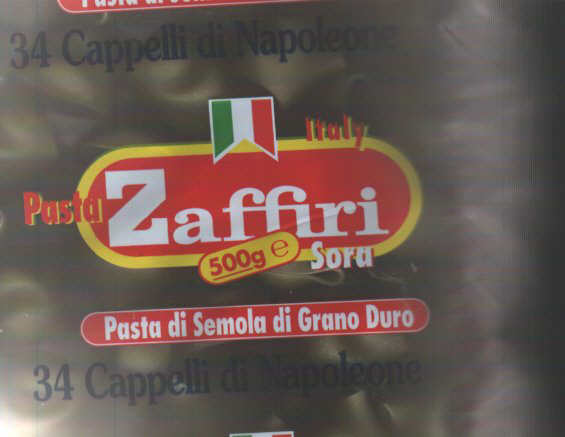 34 Cappelli di Napoleone
Italy
Pasta Zaffiri
500g e
Sora
Pasta di Semola di Grano Duro
34 Cappelli di Napoleone